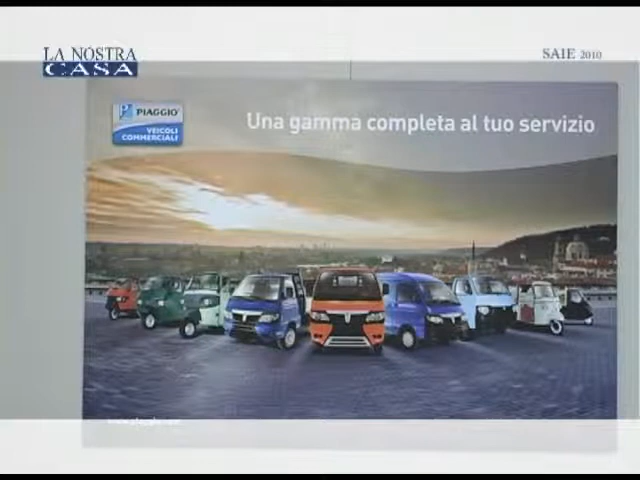 LA NOSTRA
CASA
SAIE 2010
PIAGGIO
VEICOLI
COMMERCIALI
Una gamma completa al tuo servizio